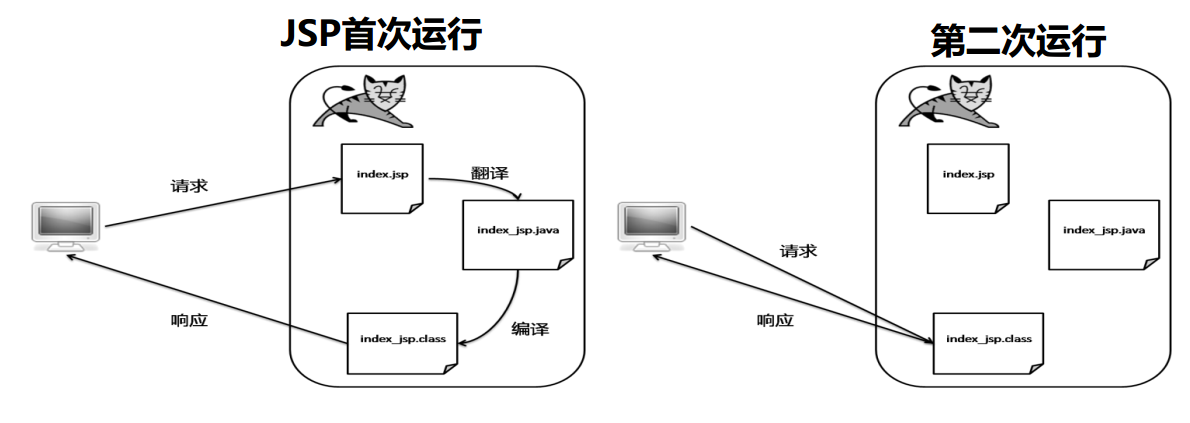 JSP首次运行
请求
index.jsp
翻译
index_jsp.java
编译
index_jsp.class
响应
第二次运行
index.jsp
index_jsp.java
请求
响应
index_jsp.class